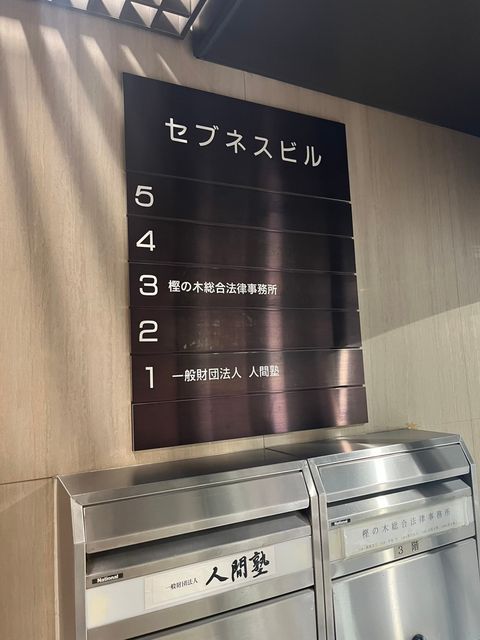 セブネスビル
5
4
3 樫の木総合法律事務所
2
1 一般財団法人 人間塾
National
一般財団法人 人間塾
National
樫の木総合法律事務所
3階